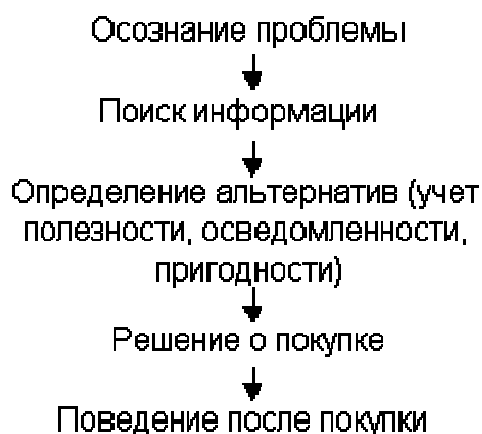 Осознание проблемы
Поиск информации
Определение альтернатив (учет
полезности, осведомленности,
пригодности)
Решение о покупке
Поведение после покупки